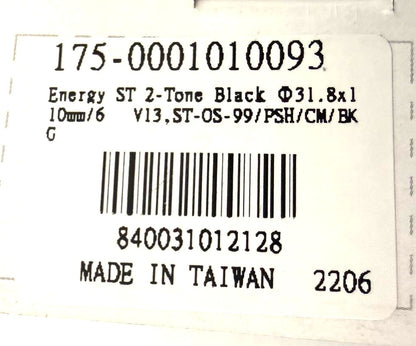 175-0001010093
Energy ST 2-Tone Black Φ31.8x1
10mm/6 V13,ST-OS-99/PSH/CM/BK
G
840031012128
MADE IN TAIWAN 2206